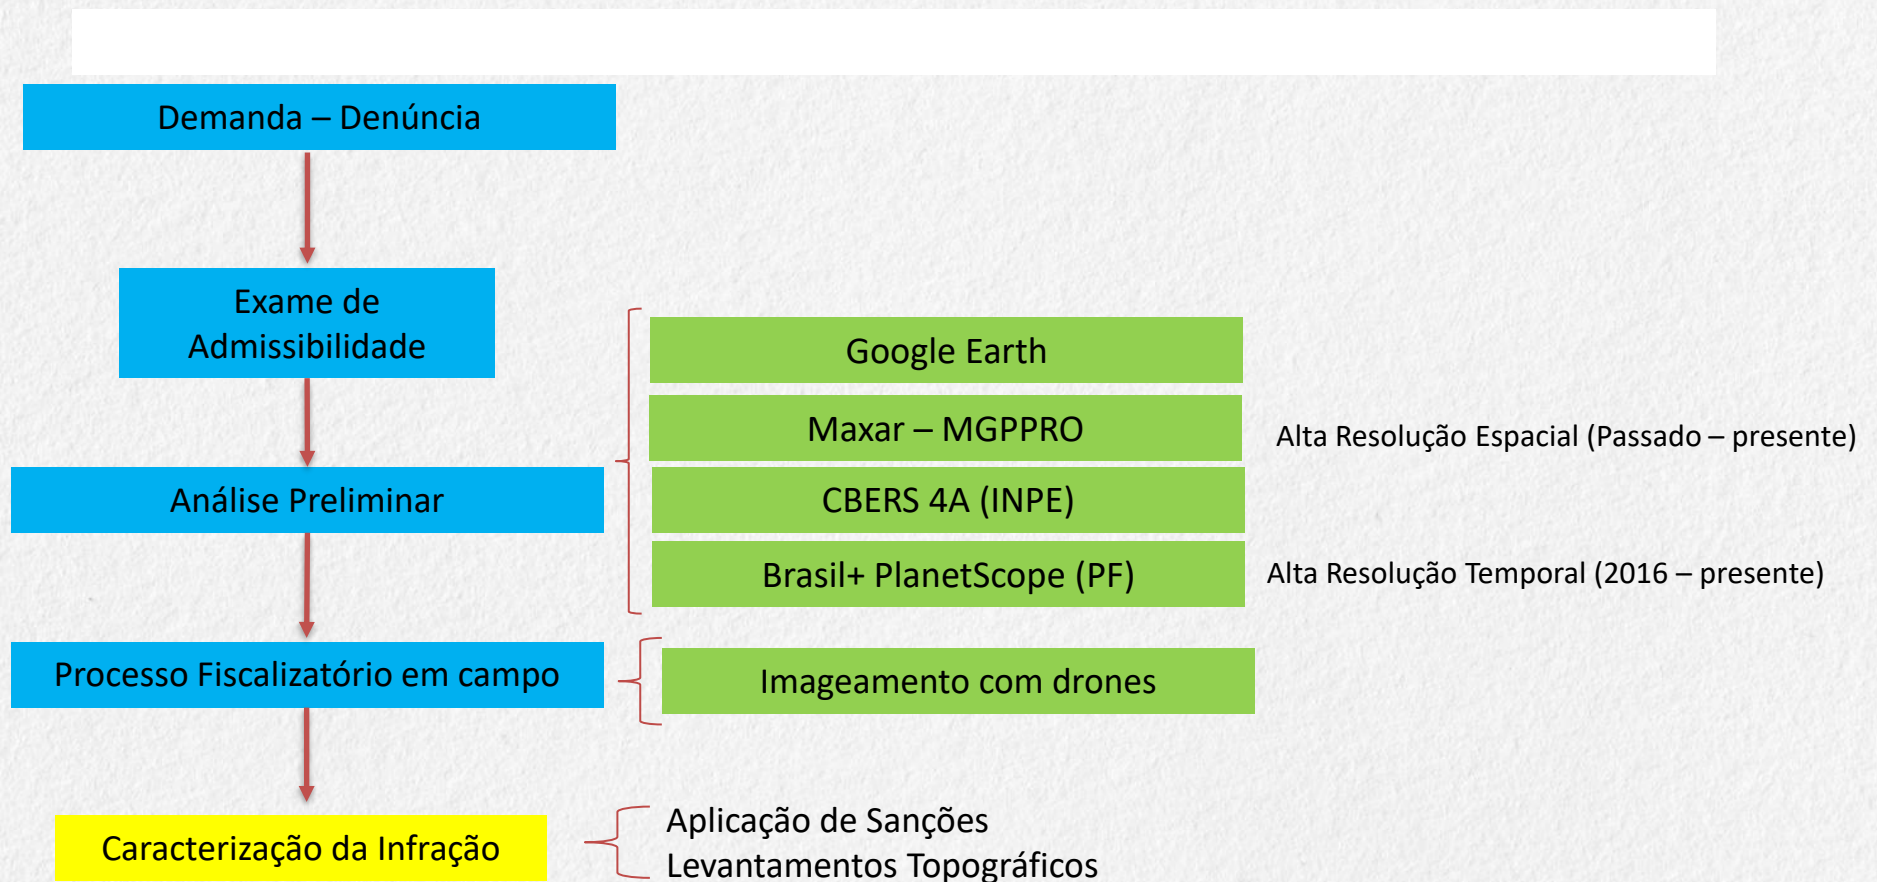 Demanda – Denúncia
Exame de
Admissibilidade
Google Earth
Maxar – MGPPRO
Alta Resolução Espacial (Passado – presente)
Análise Preliminar
CBERS 4A (INPE)
Brasil+ PlanetScope (PF)
Alta Resolução Temporal (2016 – presente)
Processo Fiscalizatório em campo
Imageamento com drones
Caracterização da Infração
Aplicação de Sanções
Levantamentos Topográficos